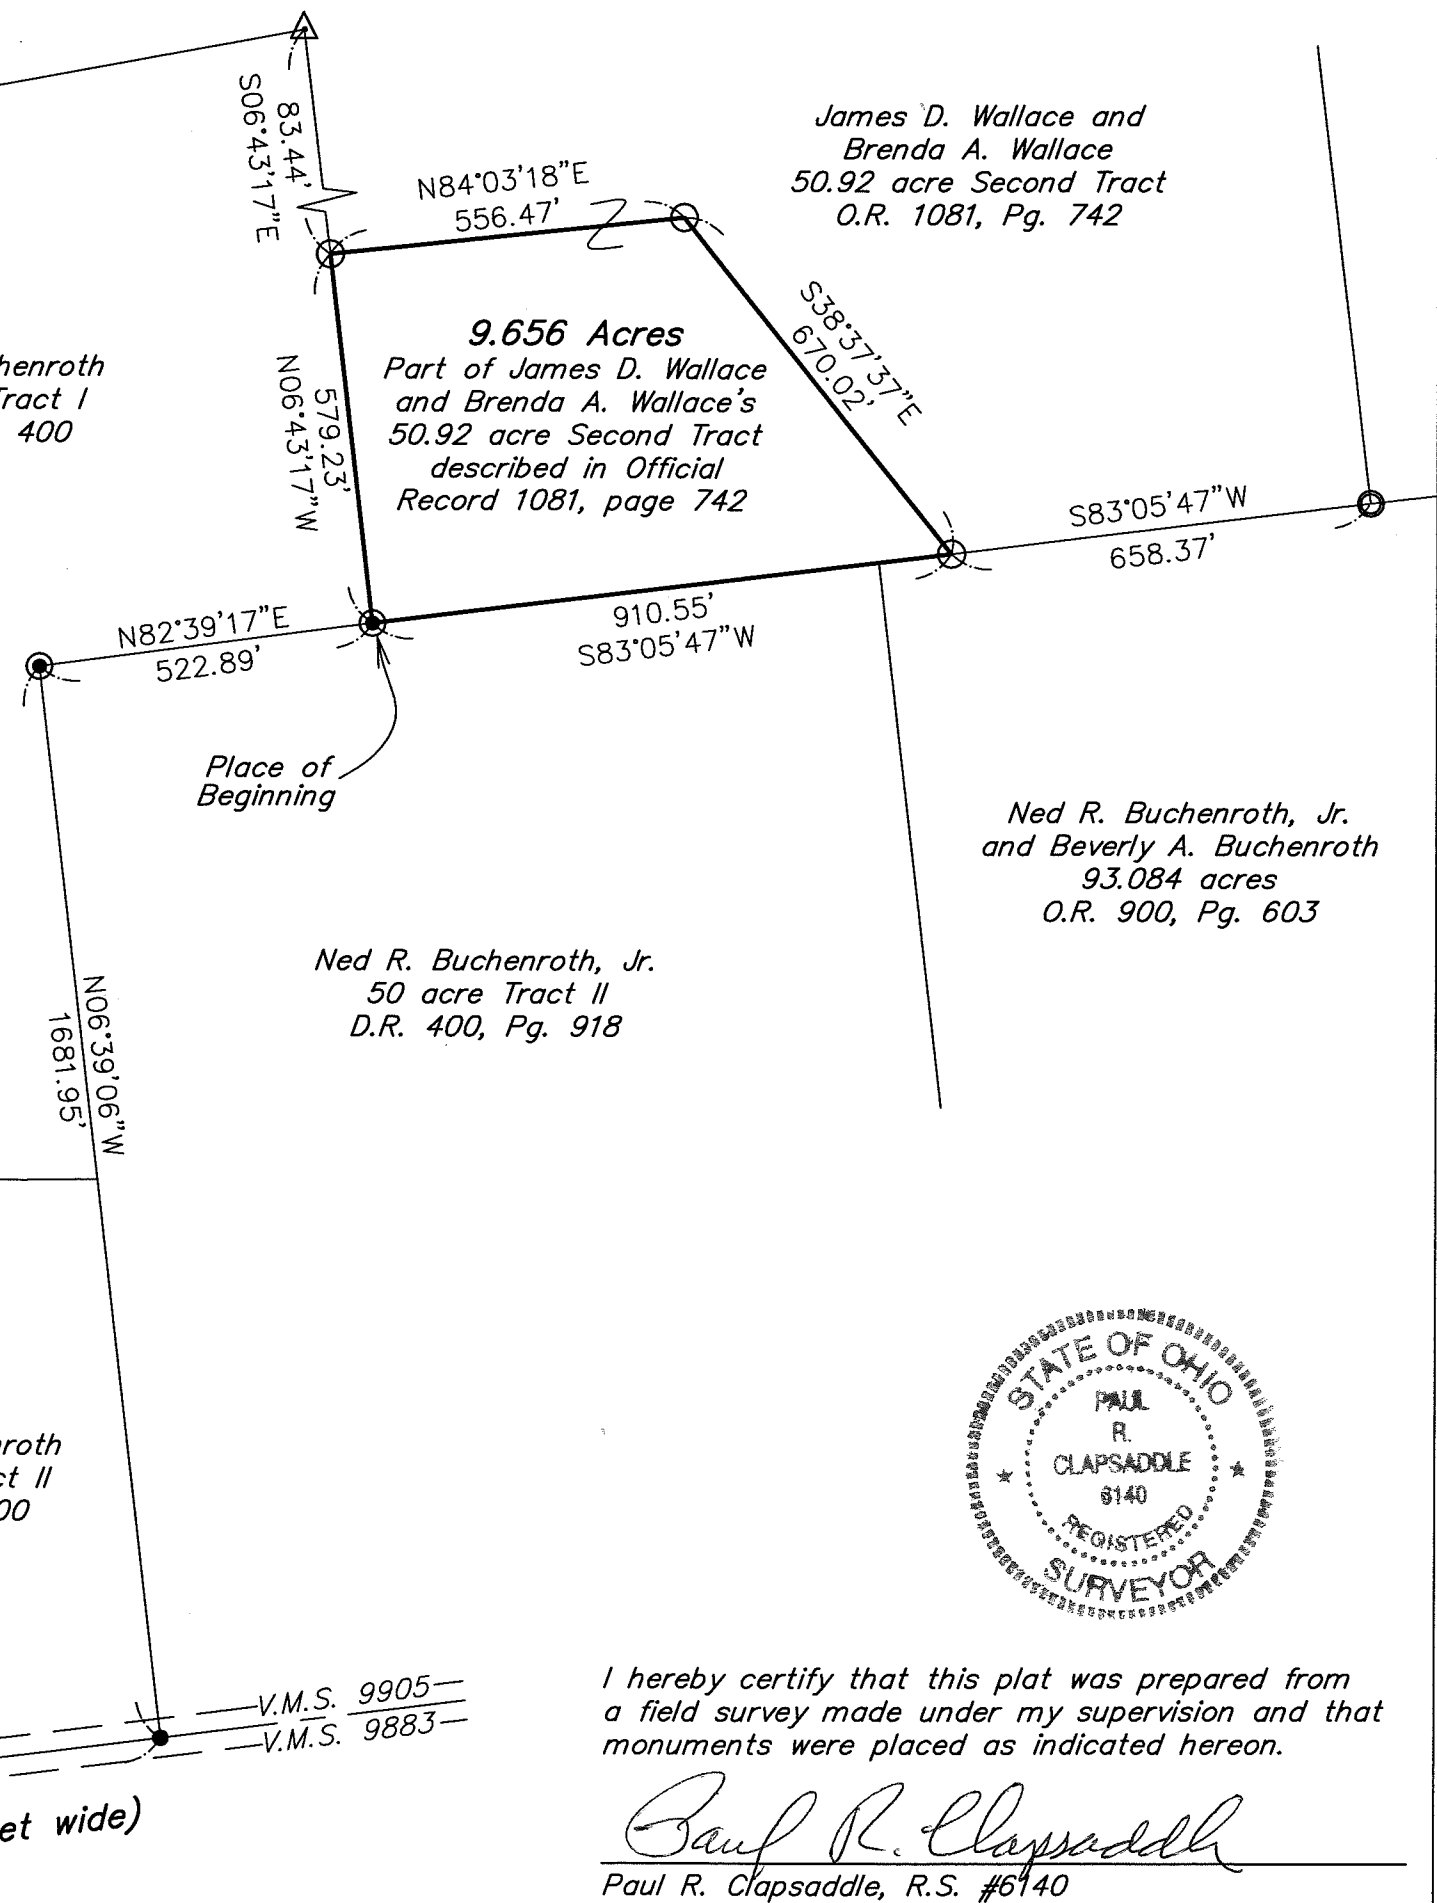 83.44'
S06°43'17"E
N84°03'18"E
556.47'
James D. Wallace and
Brenda A. Wallace
50.92 acre Second Tract
O.R. 1081, Pg. 742
S38°37'37"E
670.02'
9.656 Acres
Part of James D. Wallace
and Brenda A. Wallace's
50.92 acre Second Tract
described in Official
Record 1081, page 742
henroth
Tract I
400
579.23'
N06°43'17"W
S83°05'47"W
658.37'
910.55'
S83°05'47"W
N82°39'17"E
522.89'
Place of
Beginning
Ned R. Buchenroth, Jr.
and Beverly A. Buchenroth
93.084 acres
O.R. 900, Pg. 603
Ned R. Buchenroth, Jr.
50 acre Tract II
D.R. 400, Pg. 918
N06°39'06"W
1681.95'
STATE OF OHIO
PAUL
R.
CLAPSADDLE
6140
REGISTERED
SURVEYOR
roth
ct II
00
V.M.S. 9905
V.M.S. 9883
et wide)
I hereby certify that this plat was prepared from
a field survey made under my supervision and that
monuments were placed as indicated hereon.
Paul R. Clapsaddle
Paul R. Clapsaddle, R.S. #6140